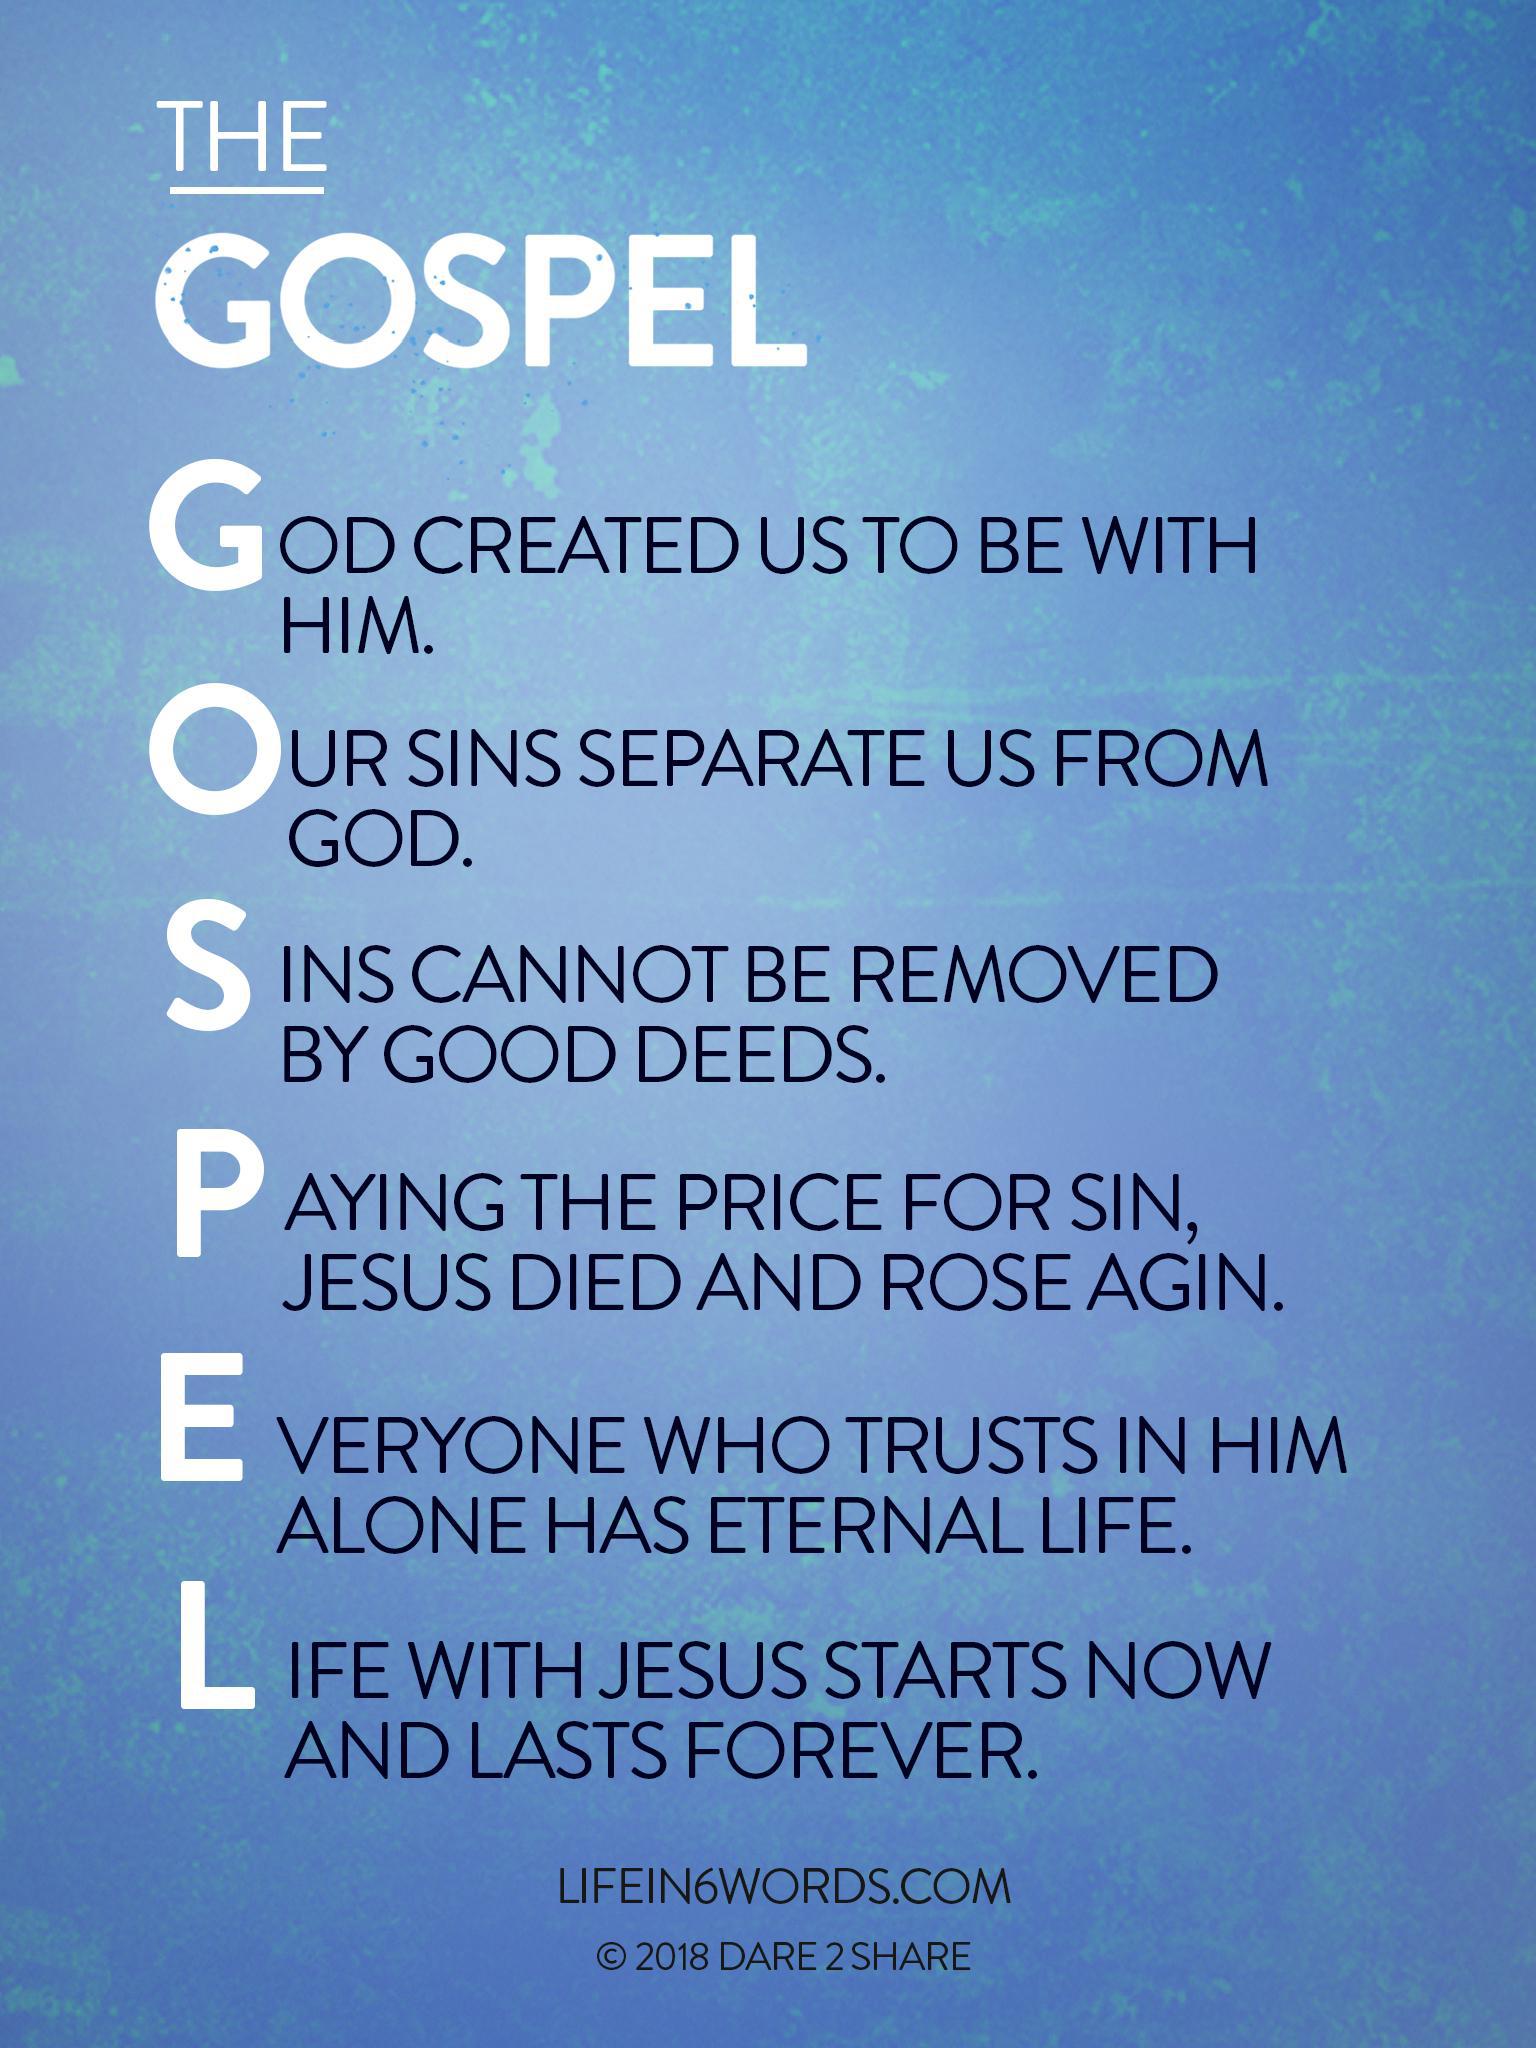 THE
GOSPEL
GOD CREATED US TO BE WITH
HIM.
OUR SINS SEPARATE US FROM
GOD.
SINS CANNOT BE REMOVED
BY GOOD DEEDS.
PAYING THE PRICE FOR SIN,
JESUS DIED AND ROSE AGIN.
EVERYONE WHO TRUSTS IN HIM
ALONE HAS ETERNAL LIFE.
LIFE WITH JESUS STARTS NOW
AND LASTS FOREVER.
LIFEIN6WORDS.COM
© 2018 DARE 2 SHARE